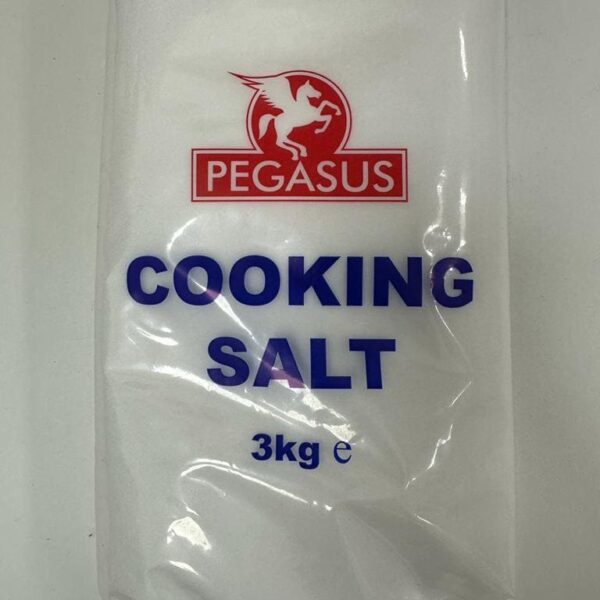 PEGASUS
COOKING
SALT
3kg e